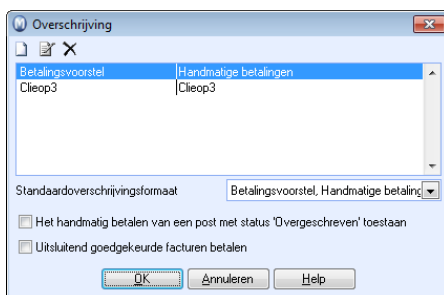 Overschrijving
Betalingsvoorstel Handmatige betalingen
Clieop3 Clieop3
Standaardoverschrijvingsformaat Betalingsvoorstel, Handmatige betaling
Het handmatig betalen van een post met status 'Overgeschreven' toestaan
Uitsluitend goedgekeurde facturen betalen
OK Annuleren Help